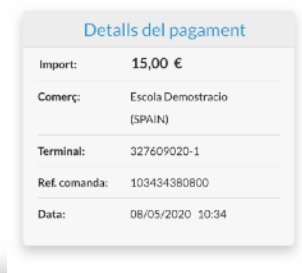 Detalls del pagament
Import: 15,00 €
Comerç: Escola Demostracio
(SPAIN)
Terminal: 327609020-1
Ref. comanda: 103434380800
Data: 08/05/2020 10:34